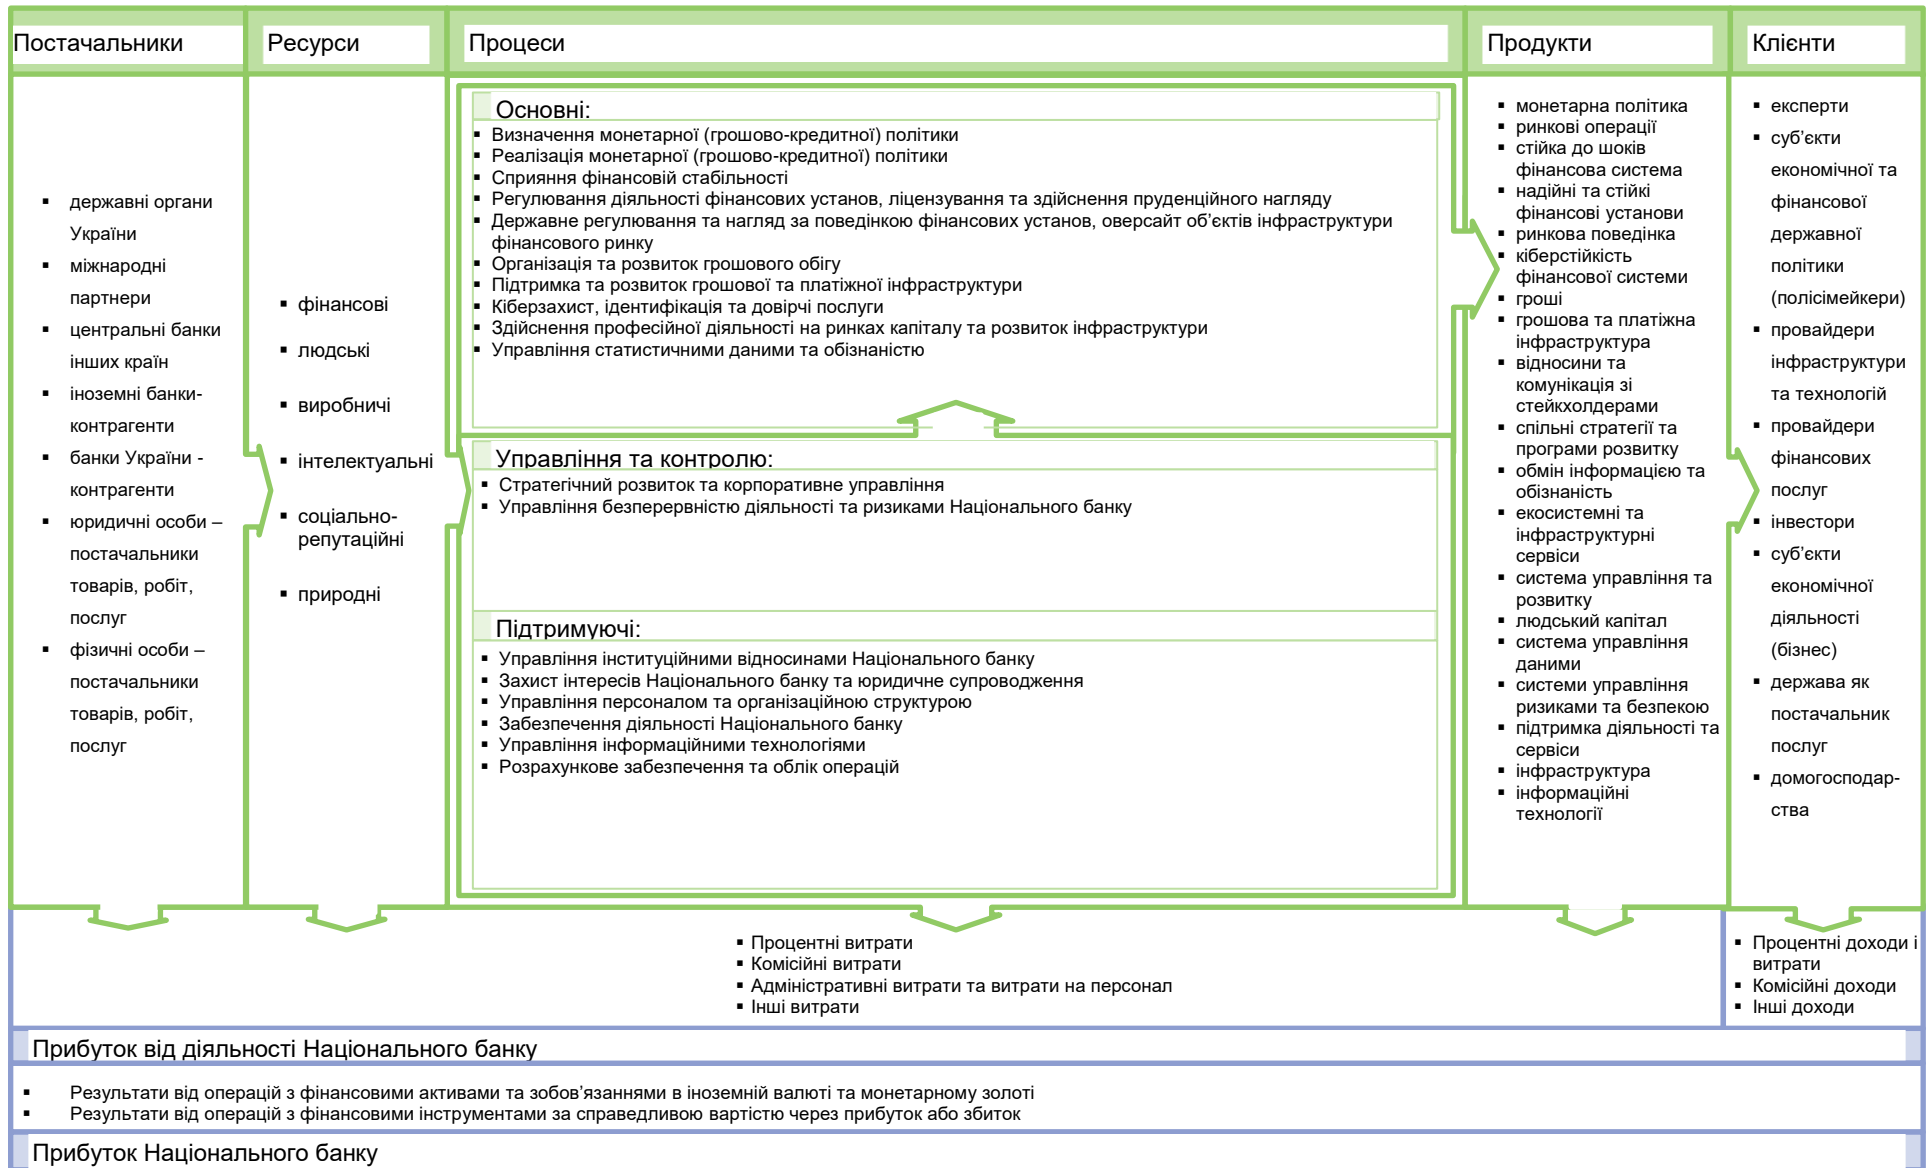 Постачальники
Ресурси
Процеси
Продукти
Клієнти
▪ державні органи
України
▪ міжнародні
партнери
▪ центральні банки
інших країн
▪ іноземні банки-
контрагенти
▪ банки України -
контрагенти
▪ юридичні особи –
постачальники
товарів, робіт,
послуг
▪ фізичні особи –
постачальники
товарів, робіт,
послуг
▪ фінансові
▪ людські
▪ виробничі
▪ інтелектуальні
▪ соціально-
репутаційні
▪ природні
Основні:
▪ Визначення монетарної (грошово-кредитної) політики
▪ Реалізація монетарної (грошово-кредитної) політики
▪ Сприяння фінансовій стабільності
▪ Регулювання діяльності фінансових установ, ліцензування та здійснення пруденційного нагляду
▪ Державне регулювання та нагляд за поведінкою фінансових установ, оверсайт об’єктів інфраструктури
фінансового ринку
▪ Організація та розвиток грошового обігу
▪ Підтримка та розвиток грошової та платіжної інфраструктури
▪ Кіберзахист, ідентифікація та довірчі послуги
▪ Здійснення професійної діяльності на ринках капіталу та розвиток інфраструктури
▪ Управління статистичними даними та обізнаністю
Управління та контролю:
▪ Стратегічний розвиток та корпоративне управління
▪ Управління безперервністю діяльності та ризиками Національного банку
Підтримуючі:
▪ Управління інституційними відносинами Національного банку
▪ Захист інтересів Національного банку та юридичне супроводження
▪ Управління персоналом та організаційною структурою
▪ Забезпечення діяльності Національного банку
▪ Управління інформаційними технологіями
▪ Розрахункове забезпечення та облік операцій
▪ монетарна політика
▪ ринкові операції
▪ стійка до шоків
фінансова система
▪ надійні та стійкі
фінансові установи
▪ ринкова поведінка
▪ кіберстійкість
фінансової системи
▪ гроші
▪ грошова та платіжна
інфраструктура
▪ відносини та
комунікація зі
стейкхолдерами
▪ спільні стратегії та
програми розвитку
▪ обмін інформацією та
обізнаність
▪ екосистемні та
інфраструктурні
сервіси
▪ система управління та
розвитку
▪ людський капітал
▪ система управління
даними
▪ системи управління
ризиками та безпекою
▪ підтримка діяльності та
сервіси
▪ інфраструктура
▪ інформаційні
технології
▪ експерти
▪ суб’єкти
економічної та
фінансової
державної
політики
(полісімейкери)
▪ провайдери
інфраструктури
та технологій
▪ провайдери
фінансових
послуг
▪ інвестори
▪ суб’єкти
економічної
діяльності
(бізнес)
▪ держава як
постачальник
послуг
▪ домогосподар-
ства
▪ Процентні витрати
▪ Комісійні витрати
▪ Адміністративні витрати та витрати на персонал
▪ Інші витрати
▪ Процентні доходи і
витрати
▪ Комісійні доходи
▪ Інші доходи
Прибуток від діяльності Національного банку
▪ Результати від операцій з фінансовими активами та зобов’язаннями в іноземній валюті та монетарному золоті
▪ Результати від операцій з фінансовими інструментами за справедливою вартістю через прибуток або збиток
Прибуток Національного банку